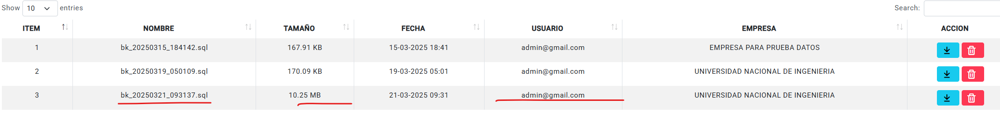 Show 10 entries Search:
ITEM NOMBRE TAMAÑO FECHA USUARIO EMPRESA ACCION
1 bk_20250315_184142.sql 167.91 KB 15-03-2025 18:41 admin@gmail.com EMPRESA PARA PRUEBA DATOS
2 bk_20250319_050109.sql 170.09 KB 19-03-2025 05:01 admin@gmail.com UNIVERSIDAD NACIONAL DE INGENIERIA
3 bk_20250321_093137.sql 10.25 MB 21-03-2025 09:31 admin@gmail.com UNIVERSIDAD NACIONAL DE INGENIERIA